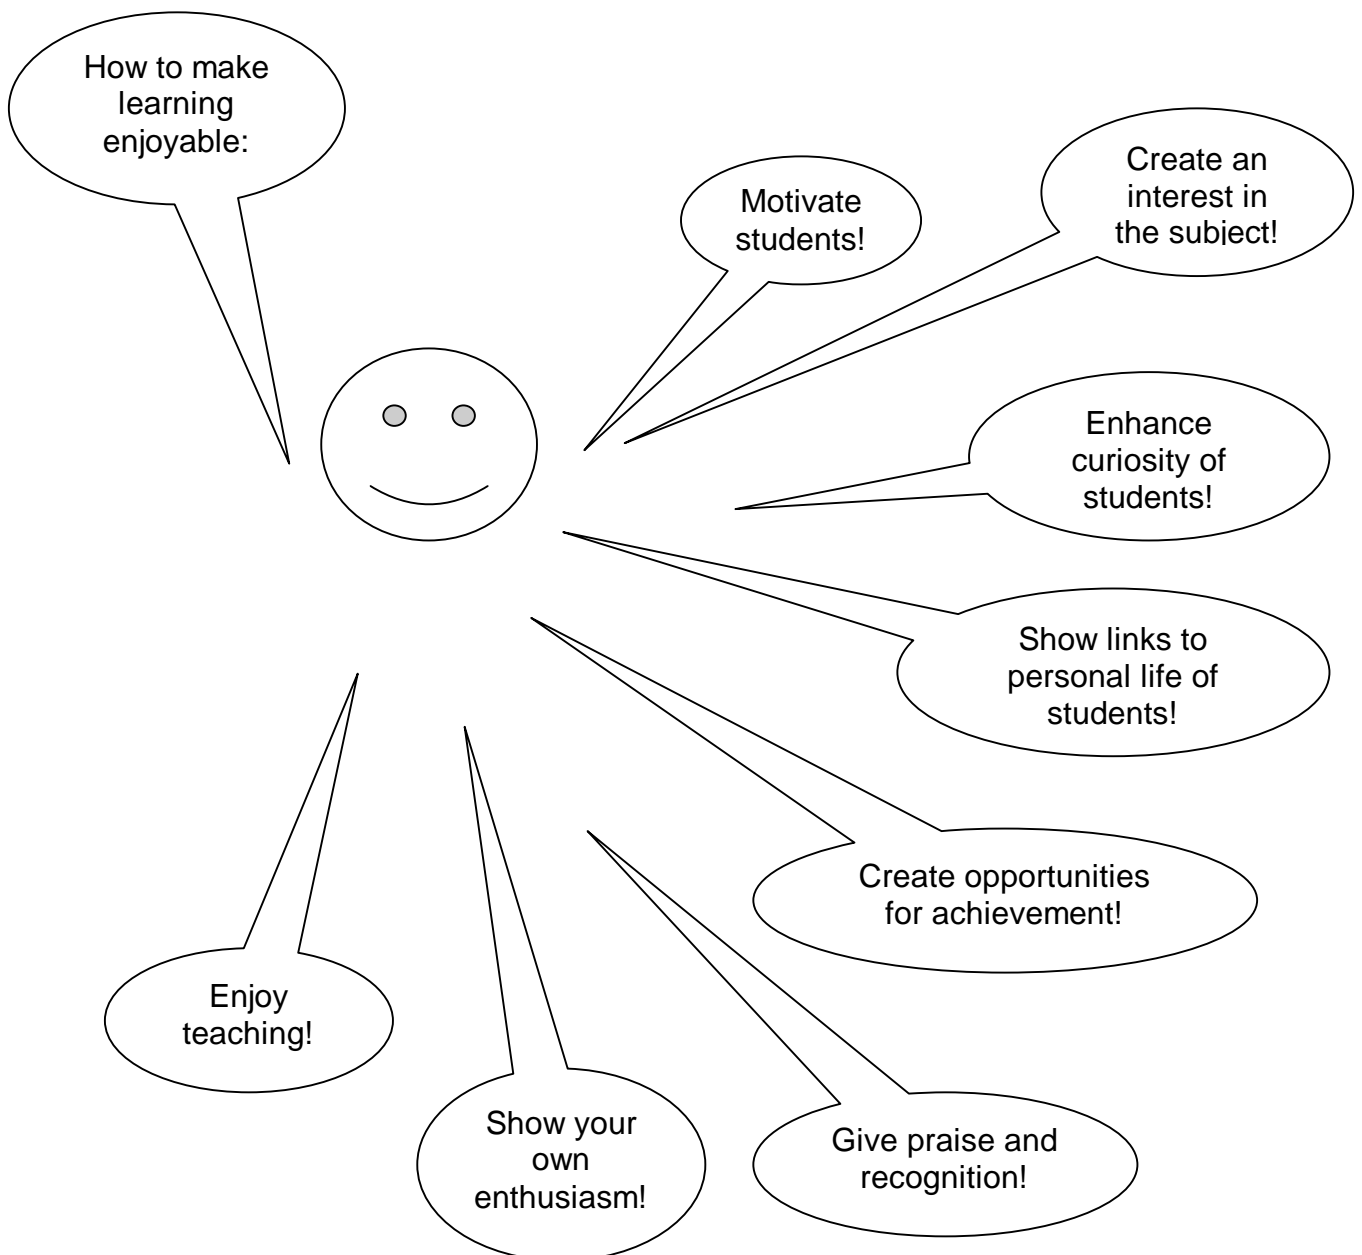 How to make
learning
enjoyable:
Motivate
students!
Create an
interest in
the subject!
Enhance
curiosity of
students!
Show links to
personal life of
students!
Create opportunities
for achievement!
Give praise and
recognition!
Show your
own
enthusiasm!
Enjoy
teaching!